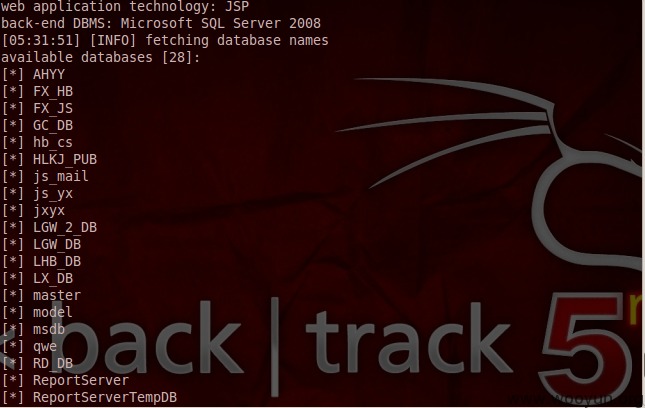 web application technology: JSP
back-end DBMS: Microsoft SQL Server 2008
[05:31:51] [INFO] fetching database names
available databases [28]:
[*] AHYY
[*] FX_HB
[*] FX_JS
[*] GC_DB
[*] hb_cs
[*] HLKJ_PUB
[*] js_mail
[*] js_yx
[*] jxyx
[*] LGW_2_DB
[*] LGW_DB
[*] LHB_DB
[*] LX_DB
[*] master
[*] model
[*] msdb
[*] qwe
[*] RD_DB
[*] ReportServer
[*] ReportServerTempDB
back|track 5